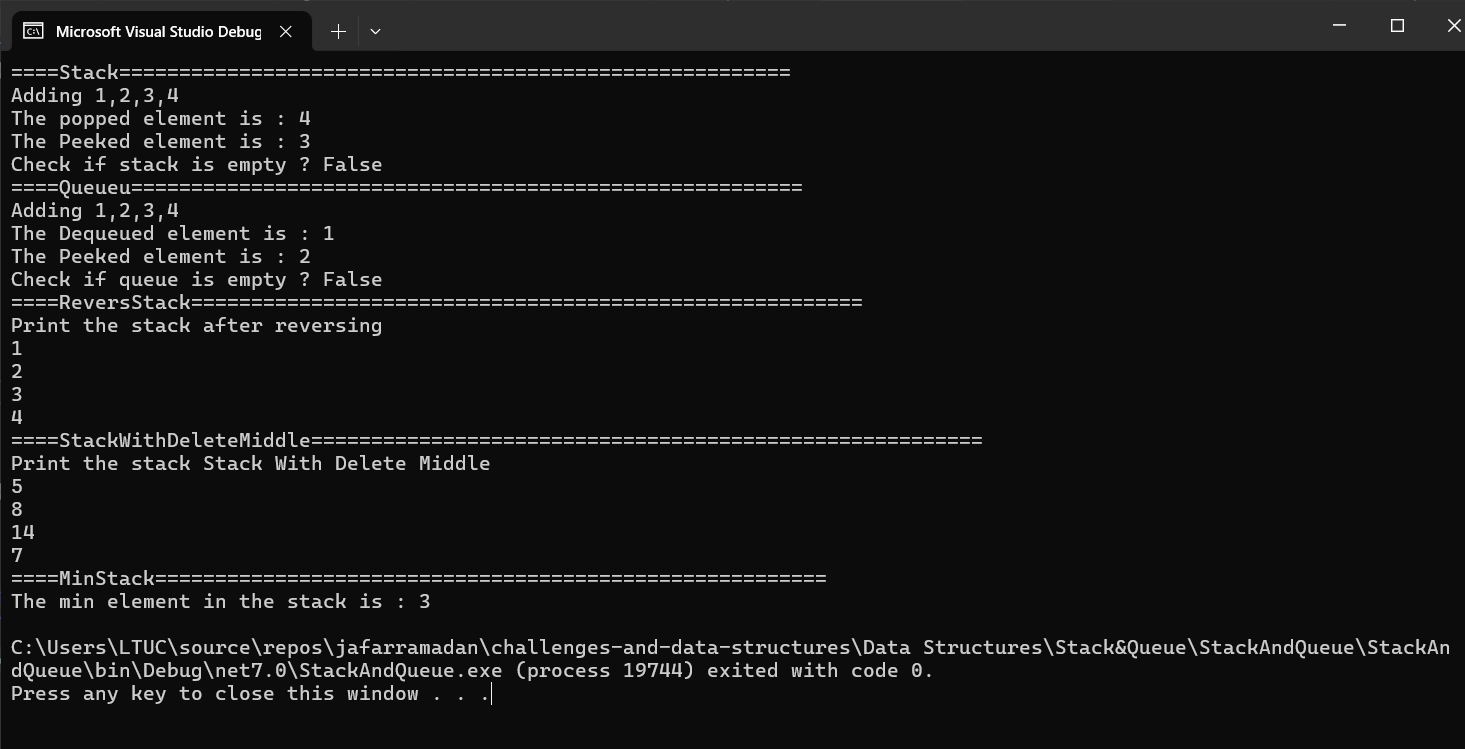 Microsoft Visual Studio Debug
====Stack========================================================
Adding 1,2,3,4
The popped element is : 4
The Peeked element is : 3
Check if stack is empty ? False
====Queueu========================================================
Adding 1,2,3,4
The Dequeued element is : 1
The Peeked element is : 2
Check if queue is empty ? False
====ReversStack========================================================
Print the stack after reversing
1
2
3
4
====StackWithDeleteMiddle========================================================
Print the stack Stack With Delete Middle
5
8
14
7
====MinStack========================================================
The min element in the stack is : 3
C:\Users\LTUC\source\repos\jafarramadan\challenges-and-data-structures\Data Structures\Stack&Queue\StackAndQueue\StackAn
dQueue\bin\Debug\net7.0\StackAndQueue.exe (process 19744) exited with code 0.
Press any key to close this window . . .